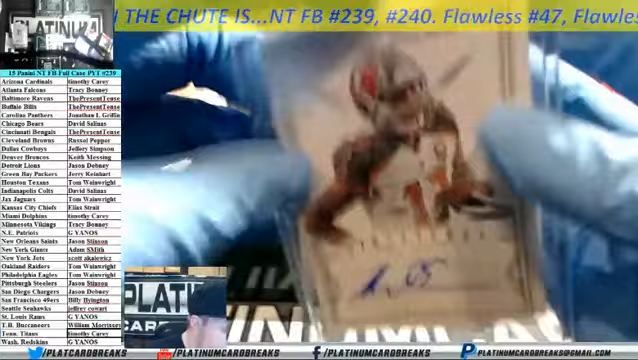 N THE CHUTE IS...NT FB #239, #240. Flawless #47, Flawles
PLATINUM
15 Panini NT FB Full Case PYT #239
Arizona Cardinals timothy Carey
Atlanta Falcons Tracy Bonney
Baltimore Ravens ThePresentTense
Buffalo Bills ThePresentTense
Carolina Panthers Jonathan L Griffin
Chicago Bears David Salinas
Cincinnati Bengals ThePresentTense
Cleveland Browns Russel Pepper
Dallas Cowboys Jeffery Simpson
Denver Broncos Keith Messing
Detroit Lions Jason Dobney
Green Bay Packers Jerry Reinhart
Houston Texans Tom Wainwright
Indianapolis Colts David Salinas
Jax Jaguars Tom Wainwright
Kansas City Chiefs Elias Strait
Miami Dolphins timothy Carey
Minnesota Vikings Tracy Bonney
N.E. Patriots G YANOS
New Orleans Saints Jason Stinson
New York Giants Adam SMith
New York Jets scott akalewicz
Oakland Raiders Tom Wainwright
Philadelphia Eagles Tom Wainwright
Pittsburgh Steelers Jason Stinson
San Diego Chargers Jason Dobney
San Francisco 49ers Billy Byington
Seattle Seahawks jeffrey cowart
St. Louis Rams G YANOS
T.B. Buccaneers William Morrissey
Tenn. Titans timothy Carey
Wash. Redskins G YANOS
/PLATCARDBREAKS @PLATINUMCARDBREAKS /PLATINUMCARDBREAKS /PLATINUMCARDBREAKS.COM